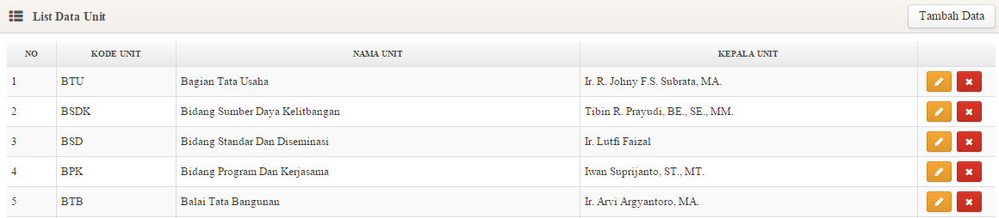 List Data Unit Tambah Data
NO KODE UNIT NAMA UNIT KEPALA UNIT
1 BTU Bagian Tata Usaha Ir. R. Johny F.S. Subrata, MA.
2 BSDK Bidang Sumber Daya Kelitbangan Tibin R. Prayudi, BE., SE., MM.
3 BSD Bidang Standar Dan Diseminasi Ir. Lutfi Faizal
4 BPK Bidang Program Dan Kerjasama Iwan Suprijanto, ST., MT.
5 BTB Balai Tata Bangunan Ir. Arvi Argyantoro, MA.